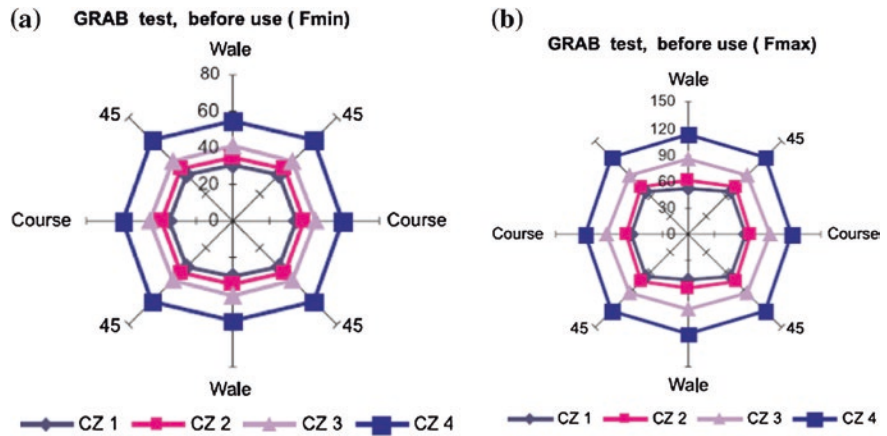 (a) GRAB test, before use ( Fmin)
Wale
80
60
40
20
0
45
45
Course
Course
45
45
Wale
CZ 1 CZ 2 CZ 3 CZ 4
(b)
GRAB test, before use (Fmax)
Wale
150
120
90
60
30
0
45
Course
Course
45
45
Wale
CZ 1 CZ 2 CZ 3 CZ 4